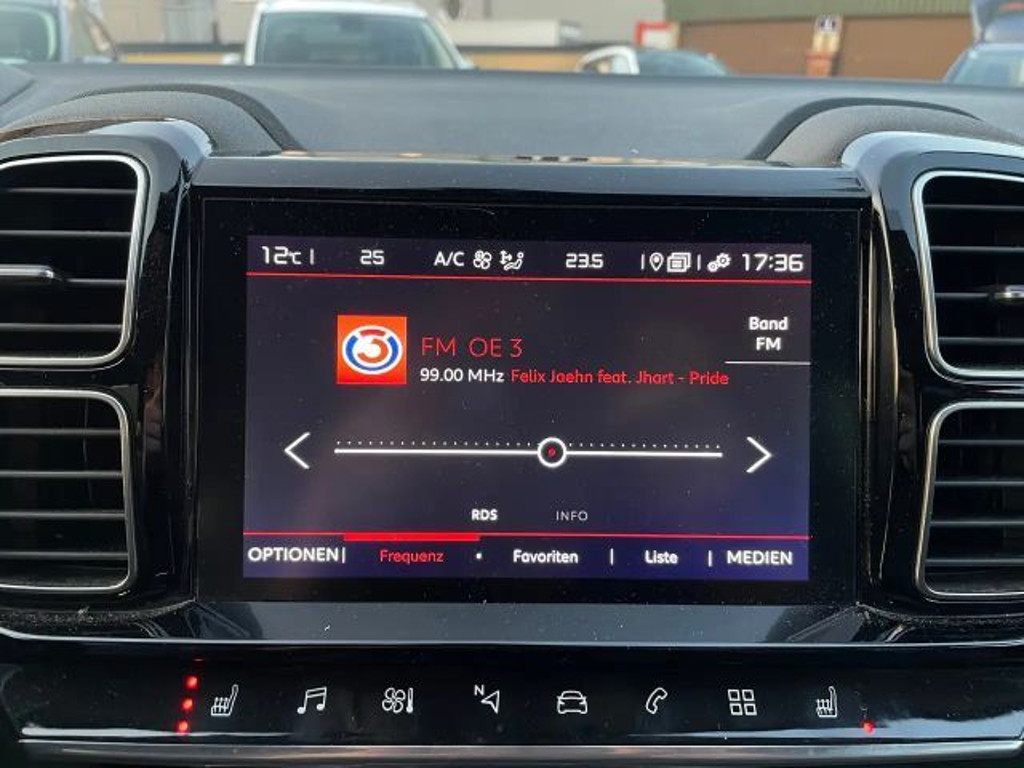 12°C | 25 A/C 23.5 | | 17:36
Band
FM
3
FM OE 3
99.00 MHz Felix Jaehn feat. Jhart - Pride
RDS INFO
OPTIONEN | Frequenz • Favoriten | Liste | MEDIEN
N